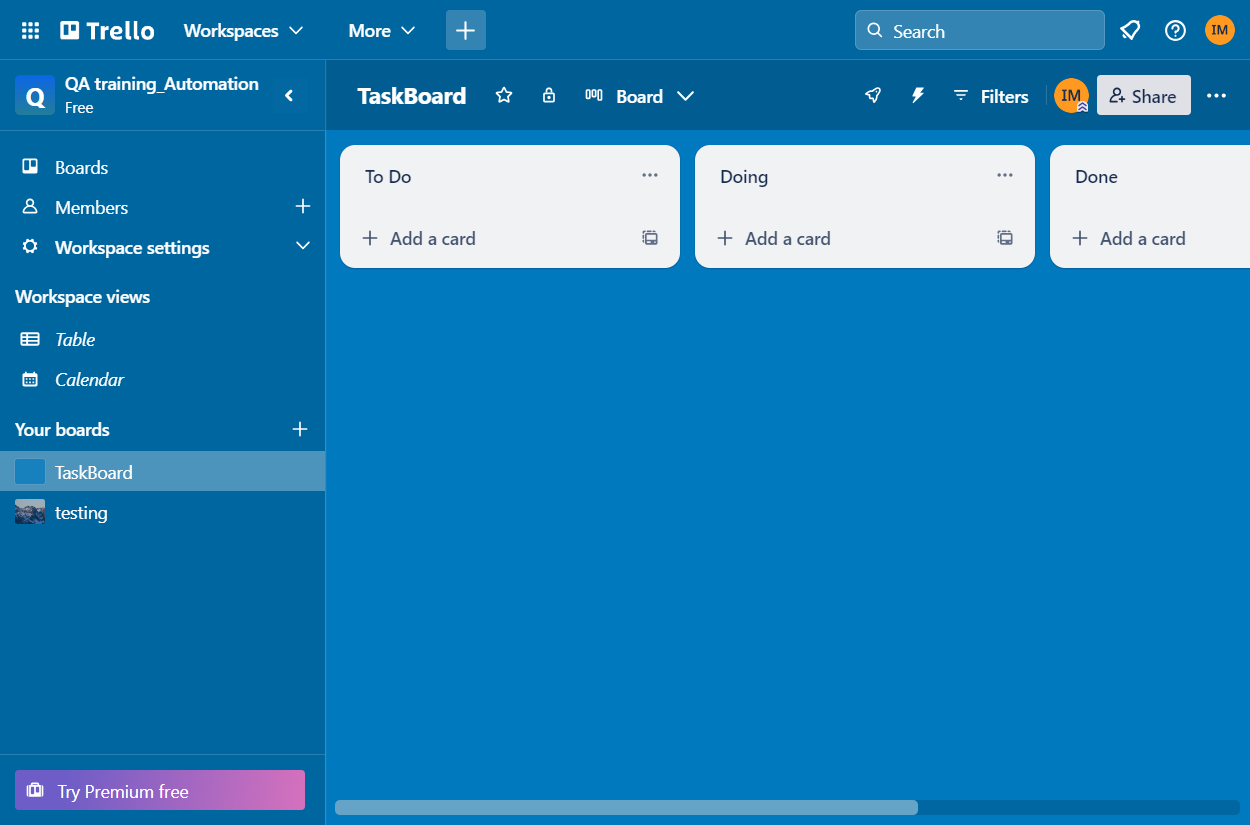 Trello
Workspaces
More
Search
IM
Q
QA training_Automation
Free
TaskBoard
Board
Filters
IM
Share
Boards
Members
Workspace settings
Workspace views
Table
Calendar
Your boards
TaskBoard
testing
Try Premium free
To Do
Add a card
Doing
Add a card
Done
Add a card